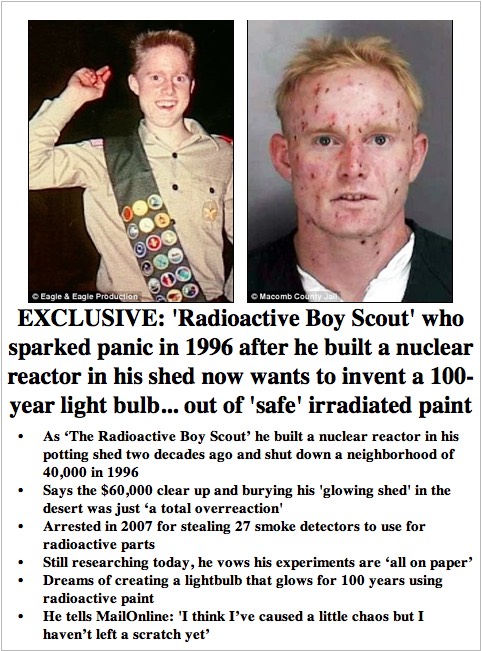 © Eagle & Eagle Production
© Macomb County Jail
EXCLUSIVE: 'Radioactive Boy Scout' who
sparked panic in 1996 after he built a nuclear
reactor in his shed now wants to invent a 100-
year light bulb... out of 'safe' irradiated paint
• As ‘The Radioactive Boy Scout’ he built a nuclear reactor in his
potting shed two decades ago and shut down a neighborhood of
40,000 in 1996
• Says the $60,000 clear up and burying his 'glowing shed' in the
desert was just ‘a total overreaction'
• Arrested in 2007 for stealing 27 smoke detectors to use for
radioactive parts
• Still researching today, he vows his experiments are ‘all on paper’
• Dreams of creating a lightbulb that glows for 100 years using
radioactive paint
• He tells MailOnline: 'I think I’ve caused a little chaos but I
haven’t left a scratch yet’